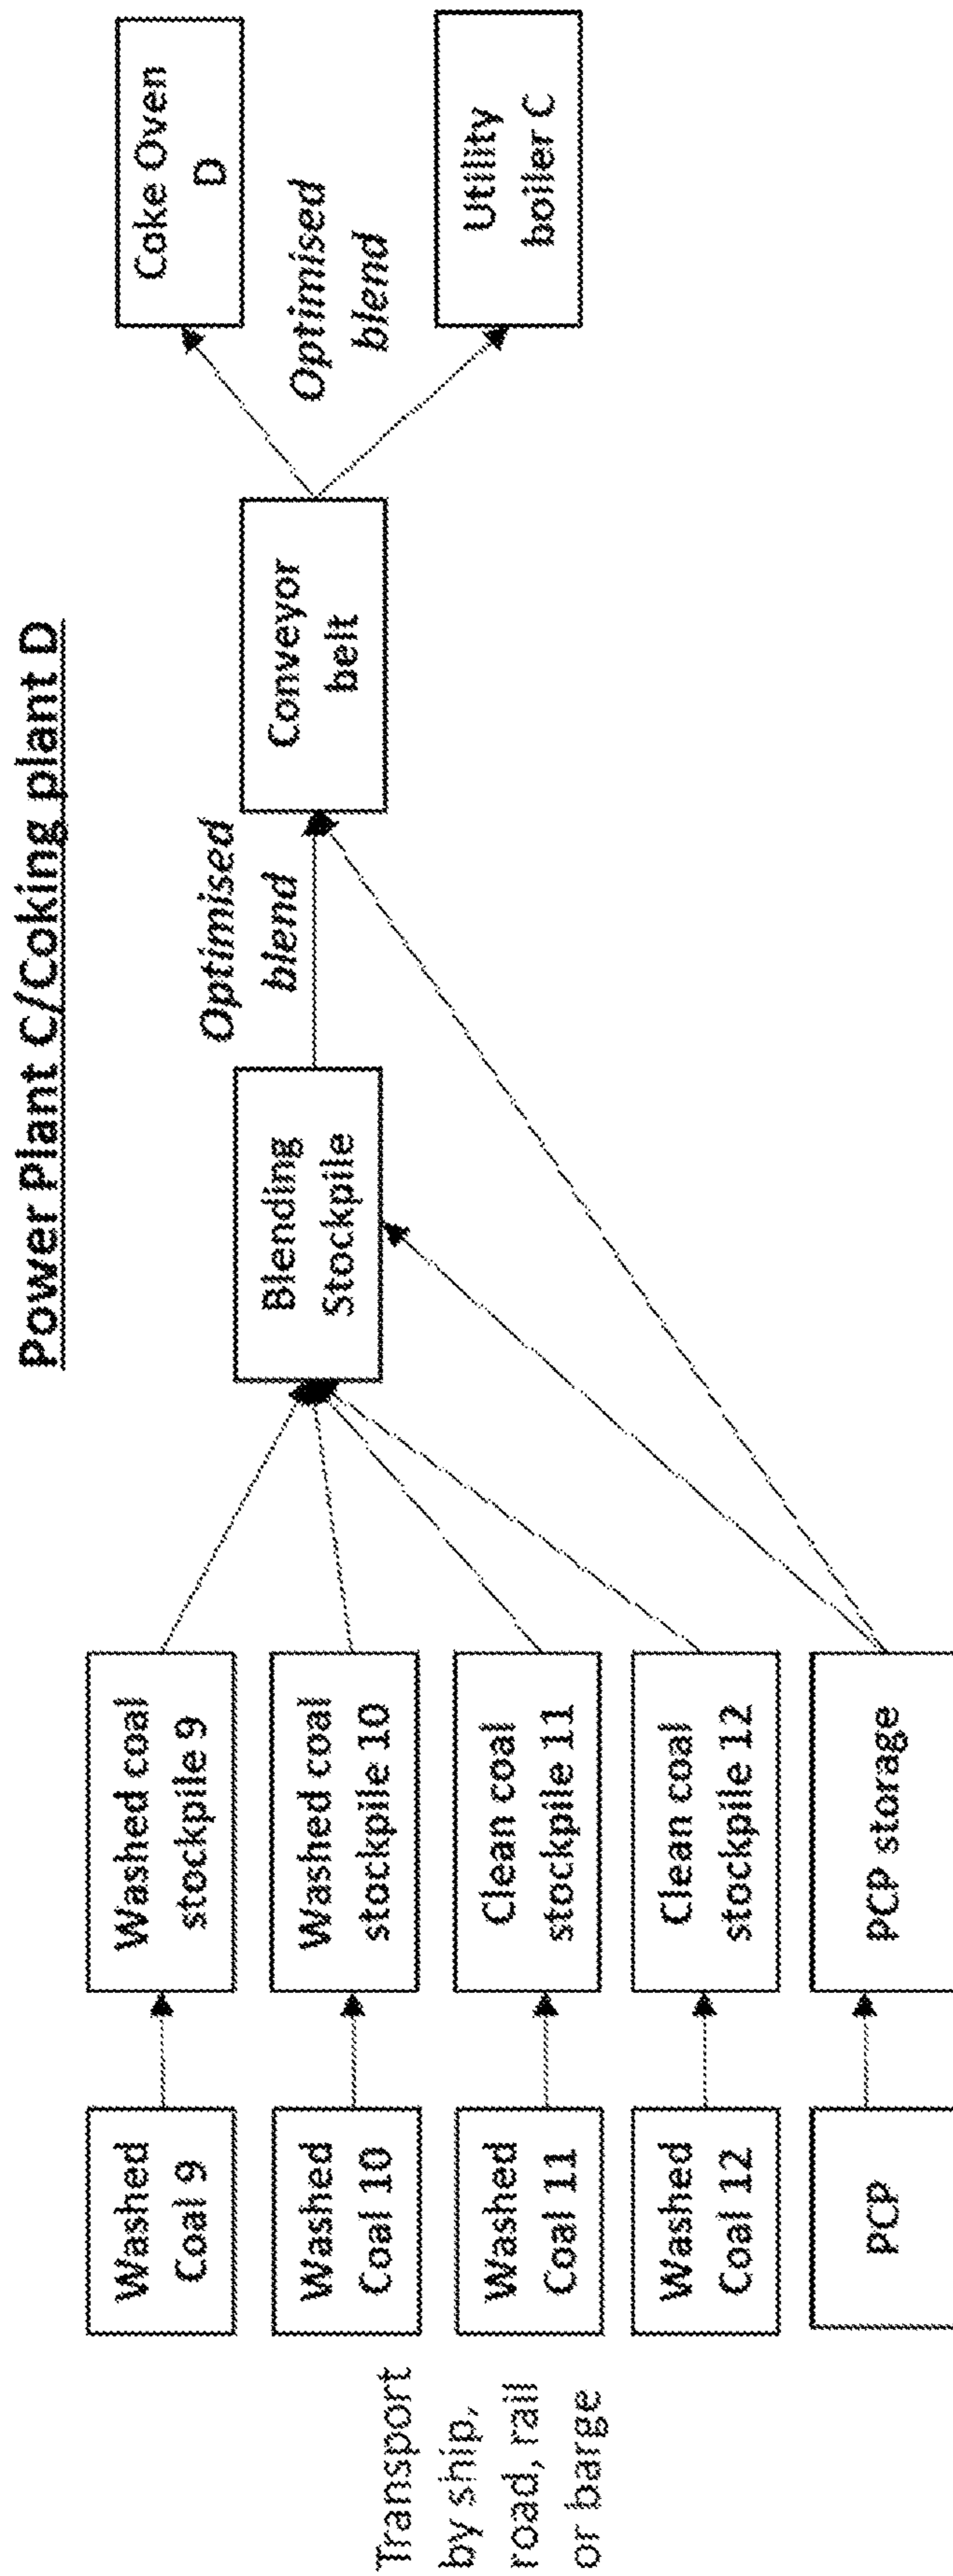 Power Plant C/Coking plant D
Transport
by ship,
road, rail
or barge
Washed
Coal 9
Washed
Coal 10
Washed
Coal 11
Washed
Coal 12
PCP
Washed coal
stockpile 9
Washed coal
stockpile 10
Clean coal
stockpile 11
Clean coal
stockpile 12
PCP storage
Blending
Stockpile
Optimised
blend
Conveyor
belt
Optimised
blend
Coke Oven
D
Utility
boiler C